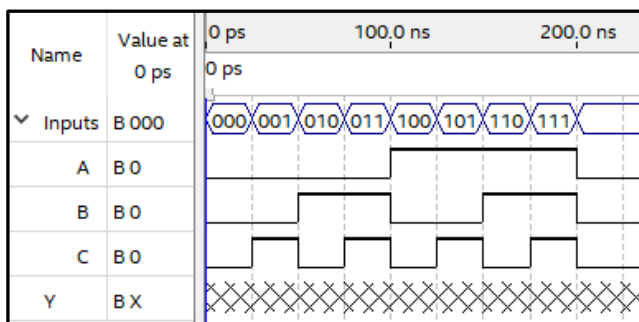 Name
Value at
0 ps
0 ps 100.0 ns 200.0 ns
0 ps
Inputs B 000 000 001 010 011 100 101 110 111
A B 0
B B 0
C B 0
Y B X